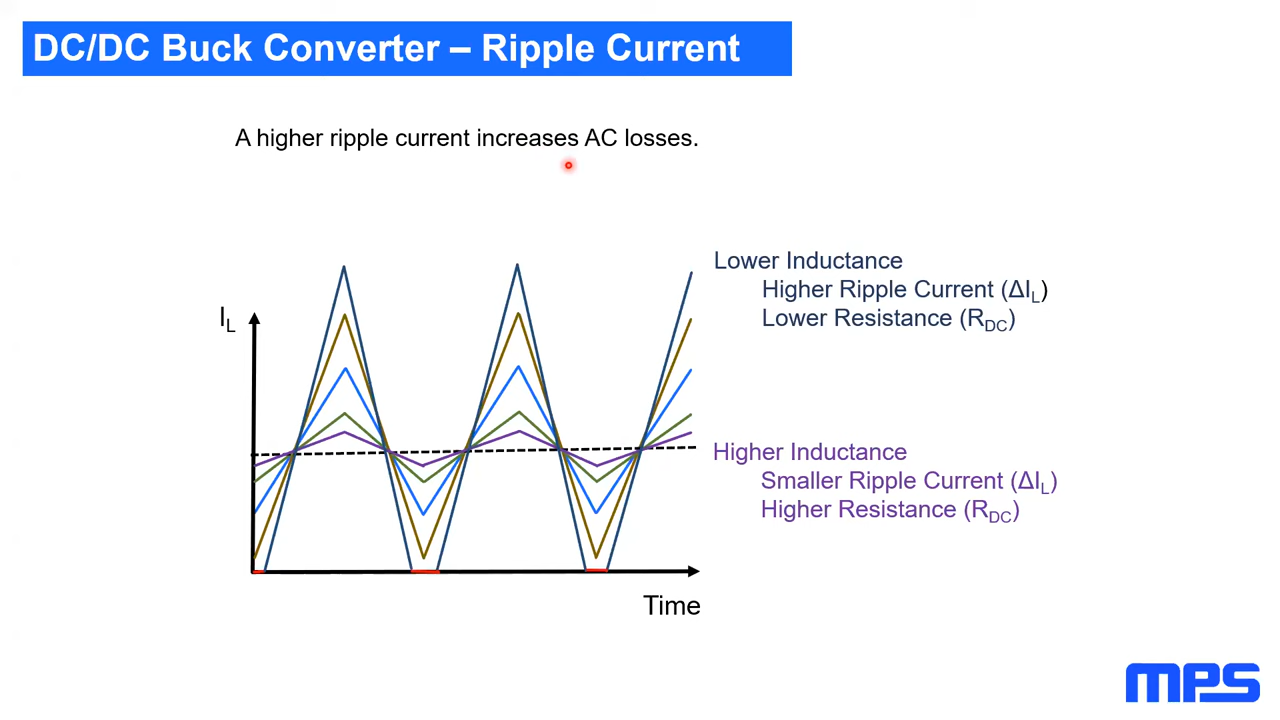 DC/DC Buck Converter – Ripple Current
A higher ripple current increases AC losses.
Lower Inductance
Higher Ripple Current (ΔIL)
Lower Resistance (RDC)
IL
Higher Inductance
Smaller Ripple Current (ΔIL)
Higher Resistance (RDC)
Time
mps